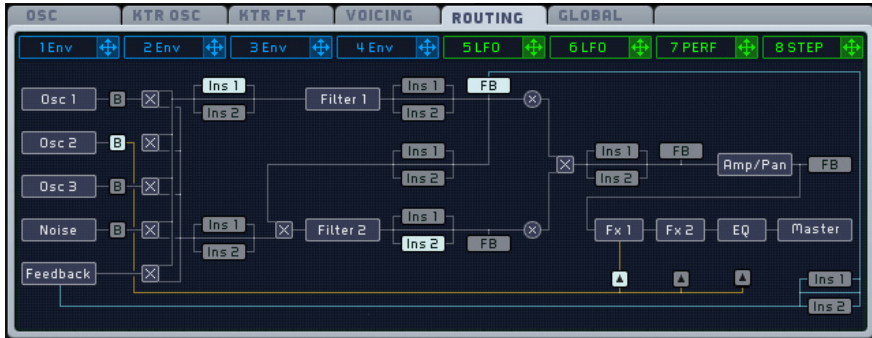 OSC KTR OSC KTR FLT VOICING ROUTING GLOBAL
1 Env 2 Env 3 Env 4 Env 5 LFO 6 LFO 7 PERF 8 STEP
Ins 1 Ins 1 FB
Osc 1 B Filter 1
Ins 2 Ins 2
Osc 2 B Ins 1 Ins 1 FB
Ins 2 Ins 2 Amp/Pan FB
Osc 3 B
Ins 1 Ins 1
Noise B Filter 2 Fx 1 Fx 2 EQ Master
Ins 2 Ins 2 FB
Feedback Ins 1
Ins 2